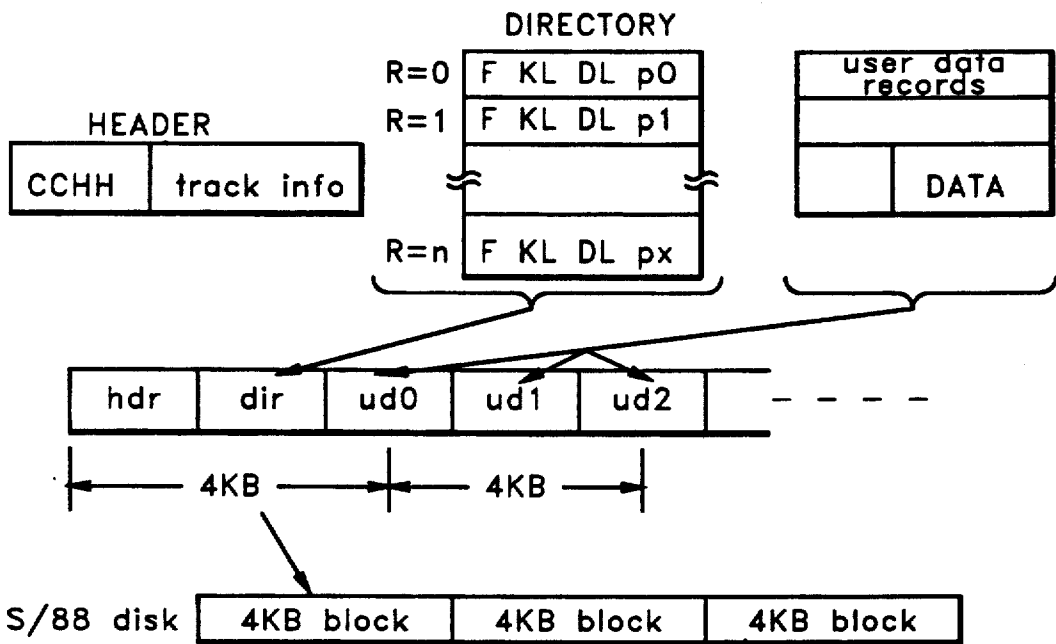 DIRECTORY
R=0 F KL DL p0
R=1 F KL DL p1
R=n F KL DL px
user data
records
DATA
HEADER
CCHH track info
hdr dir ud0 ud1 ud2
4KB 4KB
S/88 disk 4KB block 4KB block 4KB block